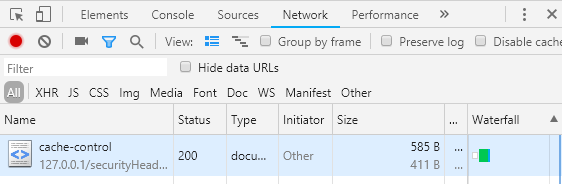 Elements Console Sources Network Performance »
View: Group by frame Preserve log Disable cache
Filter Hide data URLs
All XHR JS CSS Img Media Font Doc WS Manifest Other
Name Status Type Initiator Size ... Waterfall
cache-control 200 docu... Other 585 B ...
127.0.0.1/securityHead... 411 B ...